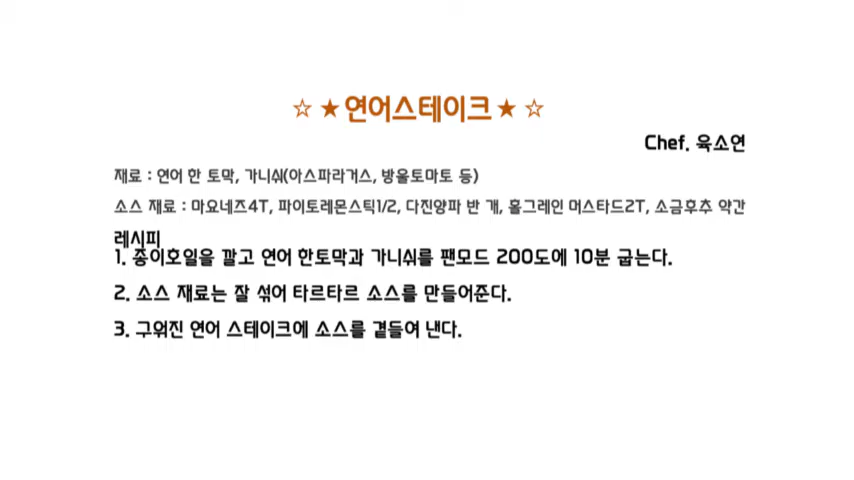 ☆★연어스테이크★☆
Chef. 육소연
재료 : 연어 한 토막, 가니쉬(아스파라거스, 방울토마토 등)
소스 재료 : 마요네즈4T, 파이토레몬스틱1/2, 다진양파 반 개, 홀그레인 머스타드2T, 소금후추 약간
레시피
1. 종이호일을 깔고 연어 한토막과 가니쉬를 팬모드 200도에 10분 굽는다.
2. 소스 재료는 잘 섞어 타르타르 소스를 만들어준다.
3. 구워진 연어 스테이크에 소스를 곁들여 낸다.